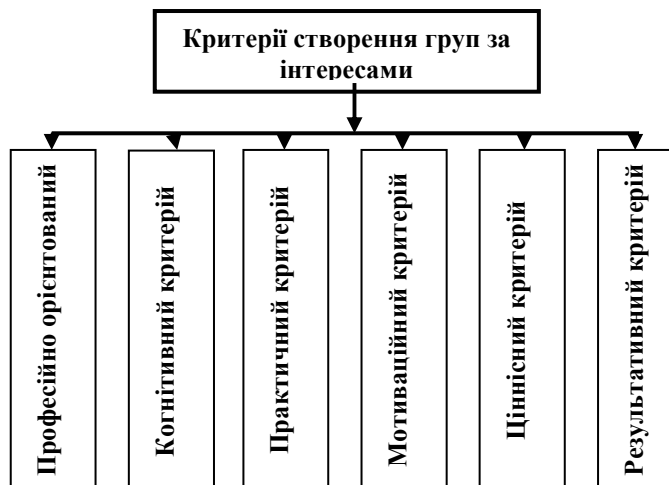 Критерії створення груп за
інтересами
Професійно орієнтований
Когнітивний критерій
Практичний критерій
Мотиваційний критерій
Ціннісний критерій
Результативний критерій